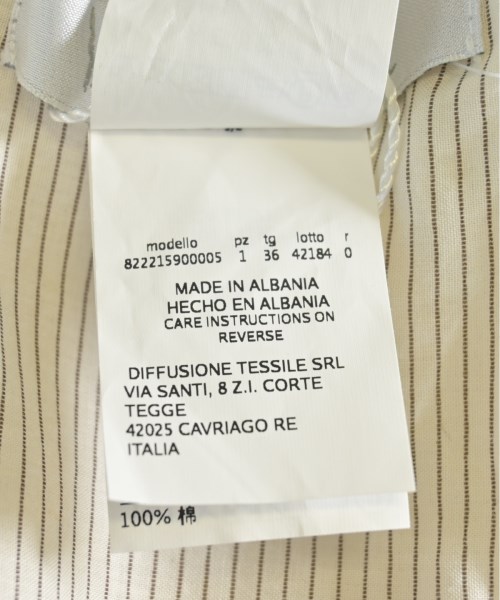 modello pz tg lotto r
822215900005 1 36 42184 0
MADE IN ALBANIA
HECHO EN ALBANIA
CARE INSTRUCTIONS ON
REVERSE
DIFFUSIONE TESSILE SRL
VIA SANTI, 8 Z.I. CORTE
TEGGE
42025 CAVRIAGO RE
ITALIA
100% 棉